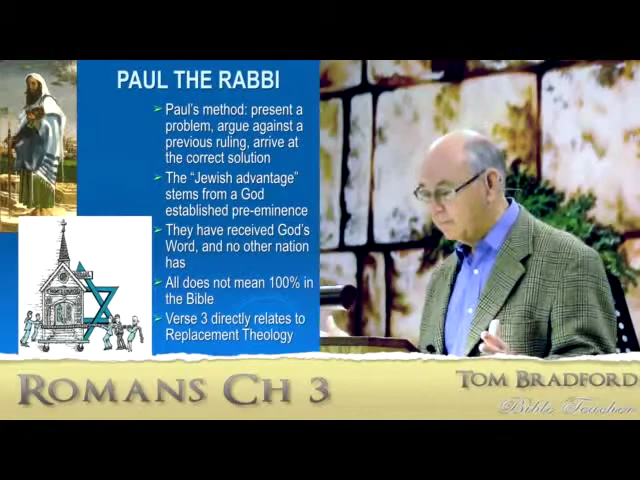 PAUL THE RABBI
➢ Paul's method: present a
problem, argue against a
previous ruling, arrive at
the correct solution
➢ The “Jewish advantage”
stems from a God
established pre-eminence
➢ They have received God's
Word, and no other nation
has
➢ All does not mean 100% in
the Bible
➢ Verse 3 directly relates to
Replacement Theology
ROMANS CH 3
TOM BRADFORD
Bible Teacher